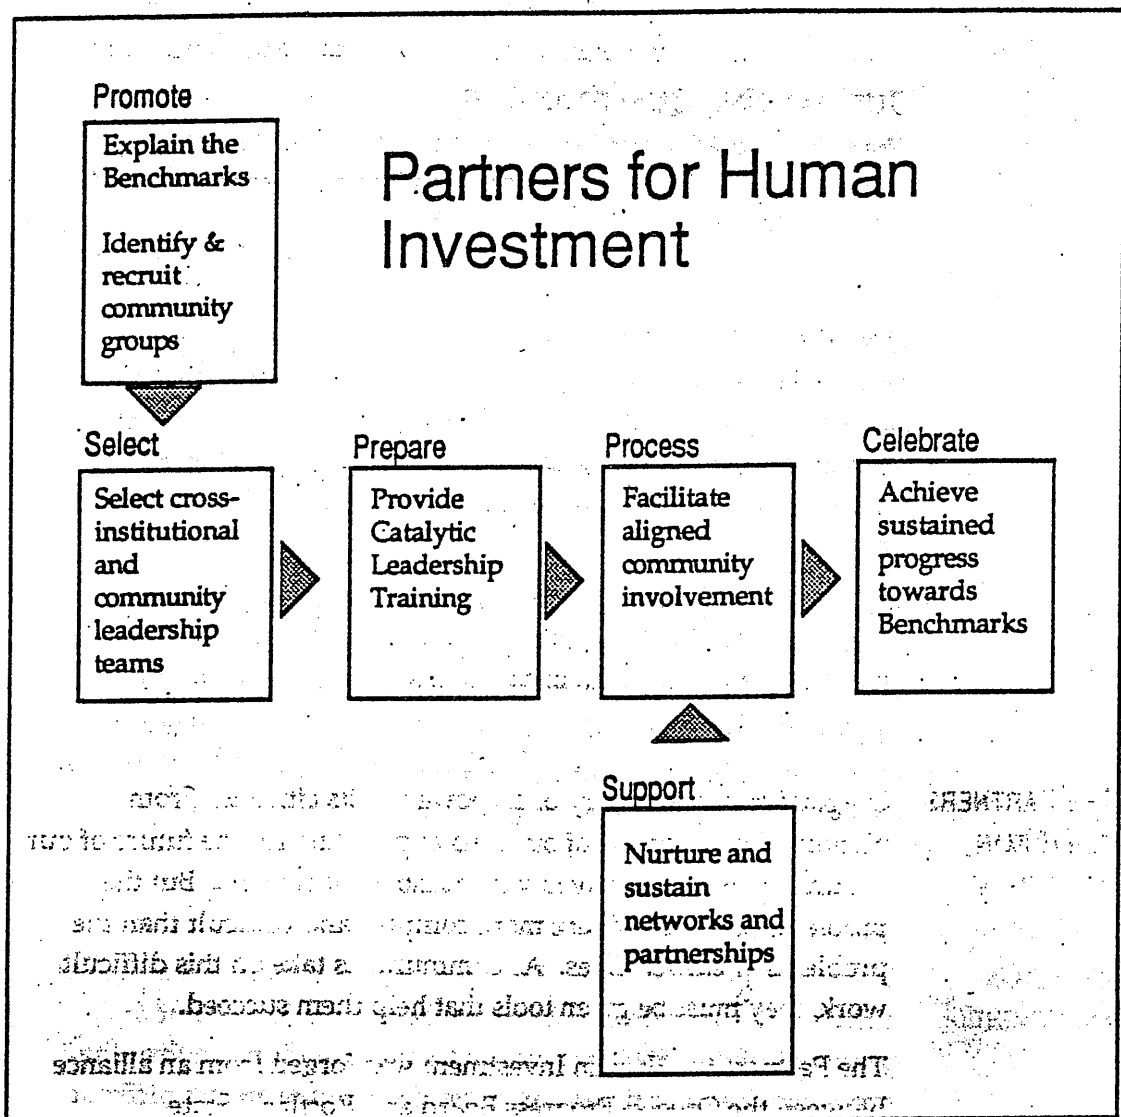 Partners for Human
Investment
Promote
Explain the
Benchmarks
Identify &
recruit
community
groups
Select
Select cross-
institutional
and
community
leadership
teams
Prepare
Provide
Catalytic
Leadership
Training
Process
Facilitate
aligned
community
involvement
Celebrate
Achieve
sustained
progress
towards
Benchmarks
Support
Nurture and
sustain
networks and
partnerships